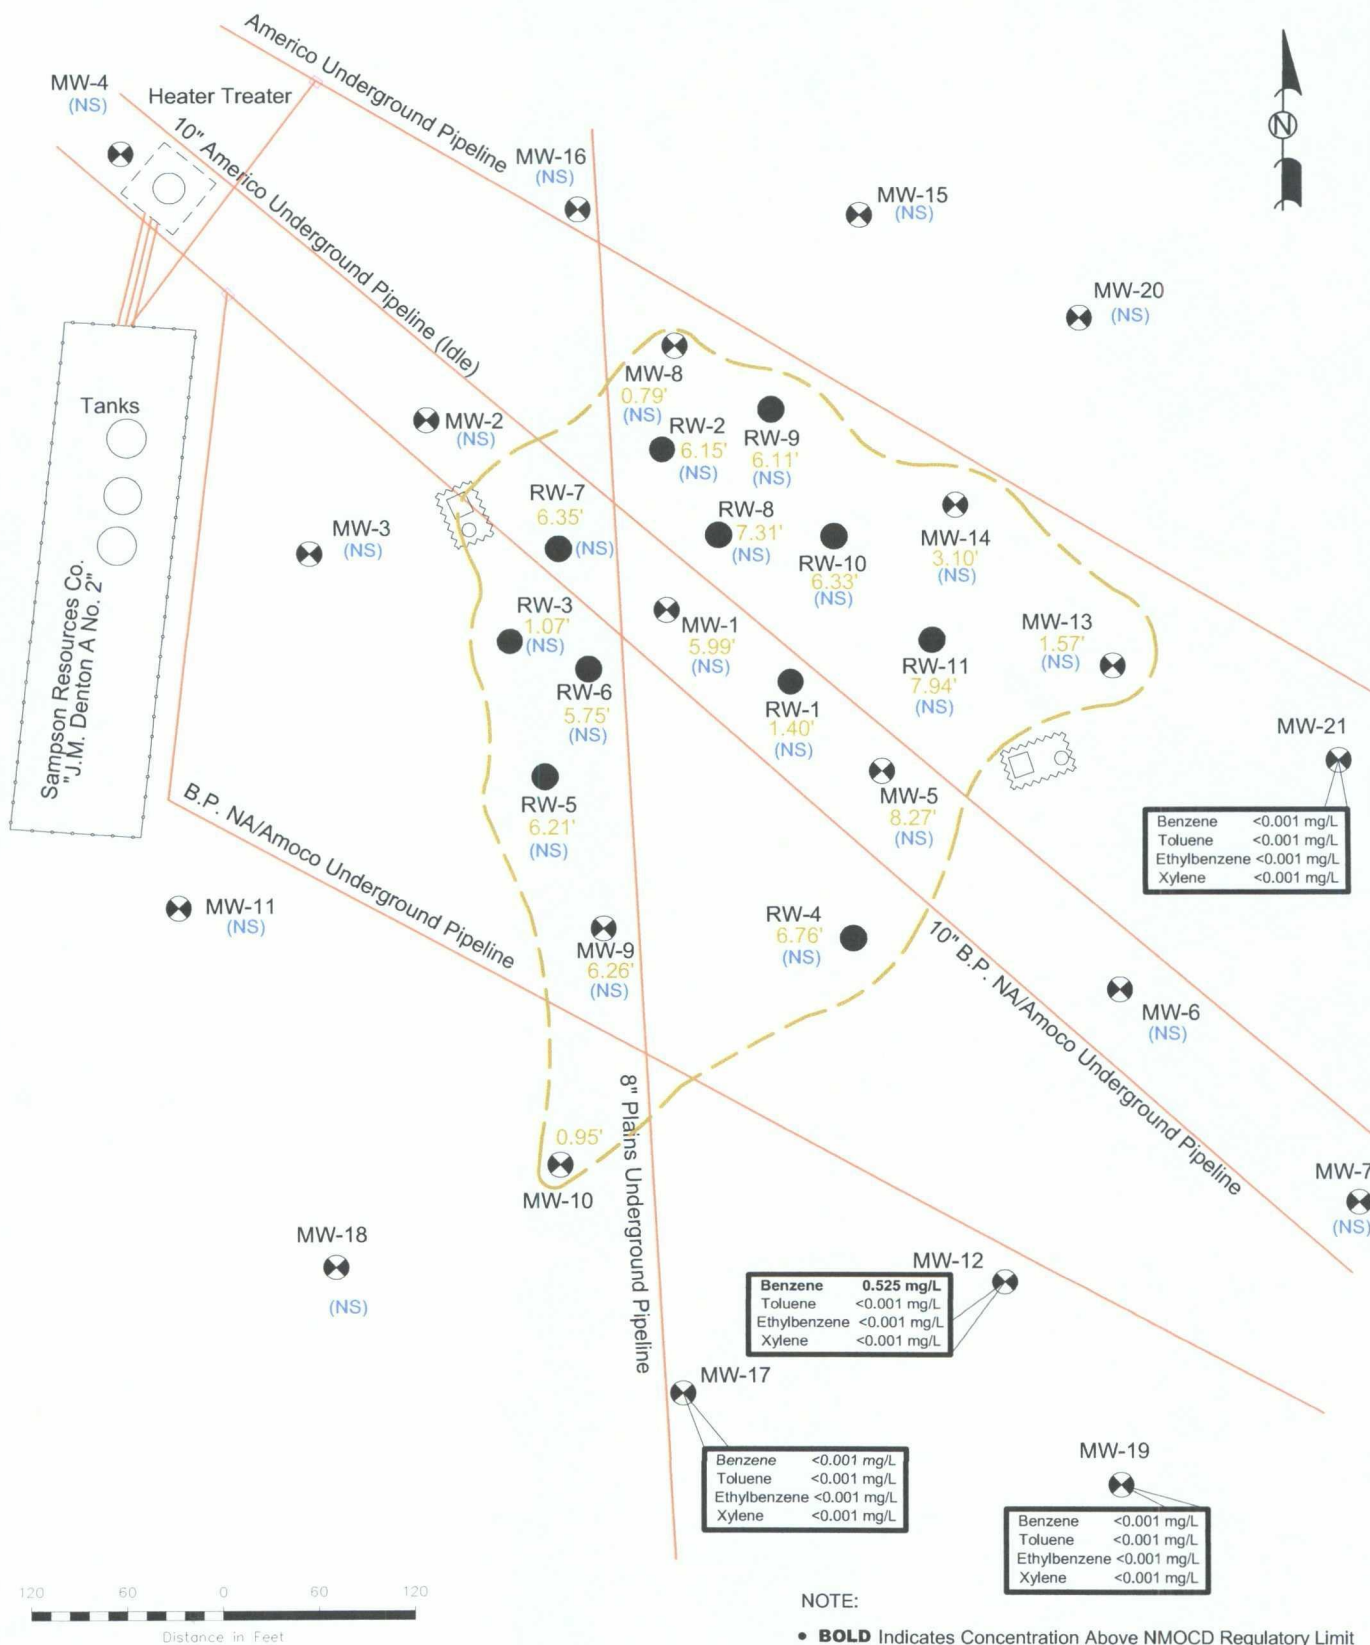 Americo Underground Pipeline
MW-4
(NS)
Heater Treater
10" Americo Underground Pipeline (Idle)
MW-16
(NS)
MW-15
(NS)
N
MW-20
(NS)
MW-8
0.79'
(NS)
Tanks
MW-2
(NS)
RW-2
6.15'
(NS)
RW-9
6.11'
(NS)
RW-7
6.35'
(NS)
RW-8
7.31'
(NS)
MW-3
(NS)
RW-10
6.33'
(NS)
MW-14
3.10'
(NS)
Sampson Resources Co.
"J.M. Denton A No. 2"
RW-3
1.07'
(NS)
MW-1
5.99'
(NS)
MW-13
1.57'
(NS)
RW-6
5.75'
(NS)
RW-1
1.40'
(NS)
RW-11
7.94'
(NS)
MW-21
Benzene <0.001 mg/L
Toluene <0.001 mg/L
Ethylbenzene <0.001 mg/L
Xylene <0.001 mg/L
RW-5
6.21'
(NS)
MW-5
8.27'
(NS)
B.P. NA/Amoco Underground Pipeline
MW-11
(NS)
MW-9
6.26'
(NS)
RW-4
6.76'
(NS)
10" B.P. NA/Amoco Underground Pipeline
MW-6
(NS)
8" Plains Underground Pipeline
0.95'
MW-10
MW-7
(NS)
MW-18
(NS)
MW-12
Benzene 0.525 mg/L
Toluene <0.001 mg/L
Ethylbenzene <0.001 mg/L
Xylene <0.001 mg/L
MW-17
Benzene <0.001 mg/L
Toluene <0.001 mg/L
Ethylbenzene <0.001 mg/L
Xylene <0.001 mg/L
MW-19
Benzene <0.001 mg/L
Toluene <0.001 mg/L
Ethylbenzene <0.001 mg/L
Xylene <0.001 mg/L
120 60 0 60 120
Distance in Feet
NOTE:
• BOLD Indicates Concentration Above NMOCD Regulatory Limit